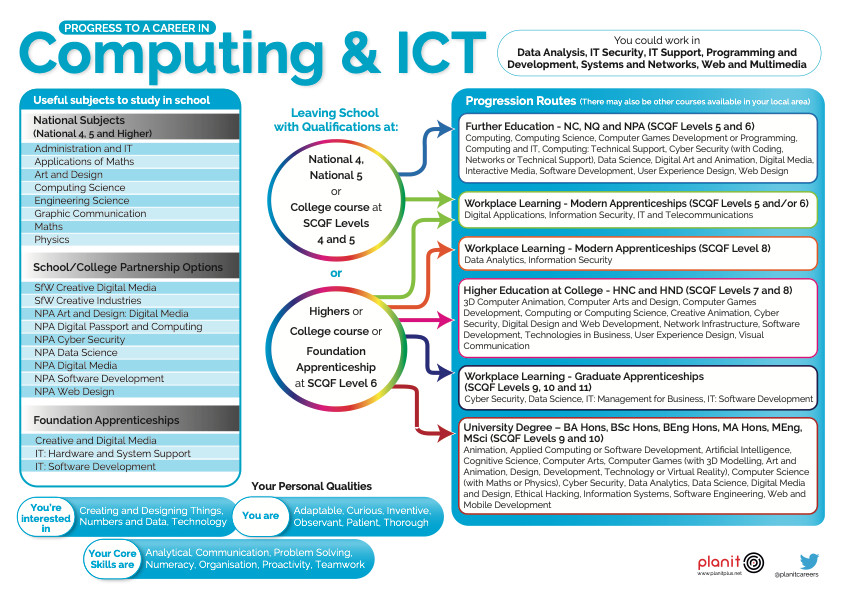 PROGRESS TO A CAREER IN
Computing & ICT
You could work in
Data Analysis, IT Security, IT Support, Programming and
Development, Systems and Networks, Web and Multimedia
Useful subjects to study in school
National Subjects
(National 4, 5 and Higher)
Administration and IT
Applications of Maths
Art and Design
Computing Science
Engineering Science
Graphic Communication
Maths
Physics
School/College Partnership Options
SfW Creative Digital Media
SfW Creative Industries
NPA Art and Design: Digital Media
NPA Digital Passport and Computing
NPA Cyber Security
NPA Data Science
NPA Digital Media
NPA Software Development
NPA Web Design
Foundation Apprenticeships
Creative and Digital Media
IT: Hardware and System Support
IT: Software Development
Leaving School
with Qualifications at:
National 4,
National 5
or
College course at
SCQF Levels
4 and 5
or
Highers or
College course or
Foundation
Apprenticeship
at SCQF Level 6
Progression Routes (There may also be other courses available in your local area)
Further Education - NC, NQ and NPA (SCQF Levels 5 and 6)
Computing, Computing Science, Computer Games Development or Programming,
Computing and IT, Computing: Technical Support, Cyber Security (with Coding,
Networks or Technical Support), Data Science, Digital Art and Animation, Digital Media,
Interactive Media, Software Development, User Experience Design, Web Design
Workplace Learning - Modern Apprenticeships (SCQF Levels 5 and/or 6)
Digital Applications, Information Security, IT and Telecommunications
Workplace Learning - Modern Apprenticeships (SCQF Level 8)
Data Analytics, Information Security
Higher Education at College - HNC and HND (SCQF Levels 7 and 8)
3D Computer Animation, Computer Arts and Design, Computer Games
Development, Computing or Computing Science, Creative Animation, Cyber
Security, Digital Design and Web Development, Network Infrastructure, Software
Development, Technologies in Business, User Experience Design, Visual
Communication
Workplace Learning - Graduate Apprenticeships
(SCQF Levels 9, 10 and 11)
Cyber Security, Data Science, IT: Management for Business, IT: Software Development
University Degree – BA Hons, BSc Hons, BEng Hons, MA Hons, MEng,
MSci (SCQF Levels 9 and 10)
Animation, Applied Computing or Software Development, Artificial Intelligence,
Cognitive Science, Computer Arts, Computer Games (with 3D Modelling, Art and
Animation, Design, Development, Technology or Virtual Reality), Computer Science
(with Maths or Physics), Cyber Security, Data Analytics, Data Science, Digital Media
and Design, Ethical Hacking, Information Systems, Software Engineering, Web and
Mobile Development
Your Personal Qualities
You're
interested
in
Creating and Designing Things,
Numbers and Data, Technology
You are
Adaptable, Curious, Inventive,
Observant, Patient, Thorough
Your Core
Skills are
Analytical, Communication, Problem Solving,
Numeracy, Organisation, Proactivity, Teamwork
planit
www.planitplus.net
@planitcareers